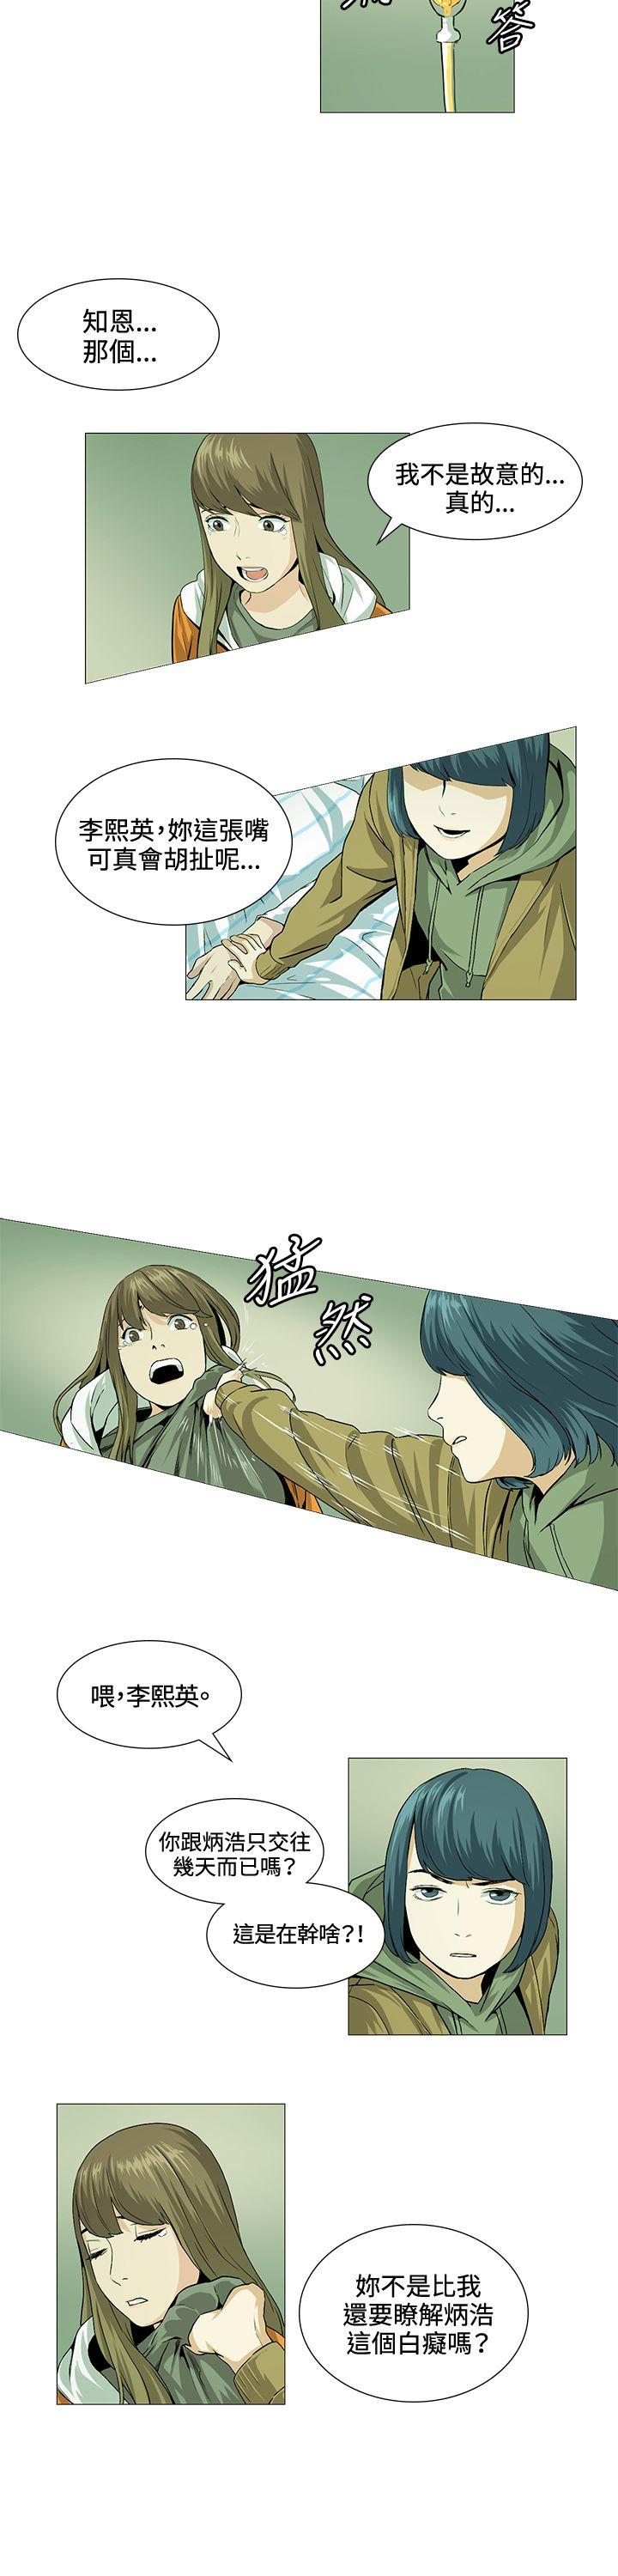 答
知恩…
那個…
我不是故意的…
真的…
李熙英，妳這張嘴
可真會胡扯呢…
猛
然
喂，李熙英。
你跟炳浩只交往
幾天而已嗎？
這是在幹啥？！
妳不是比我
還要瞭解炳浩
這個白癡嗎？